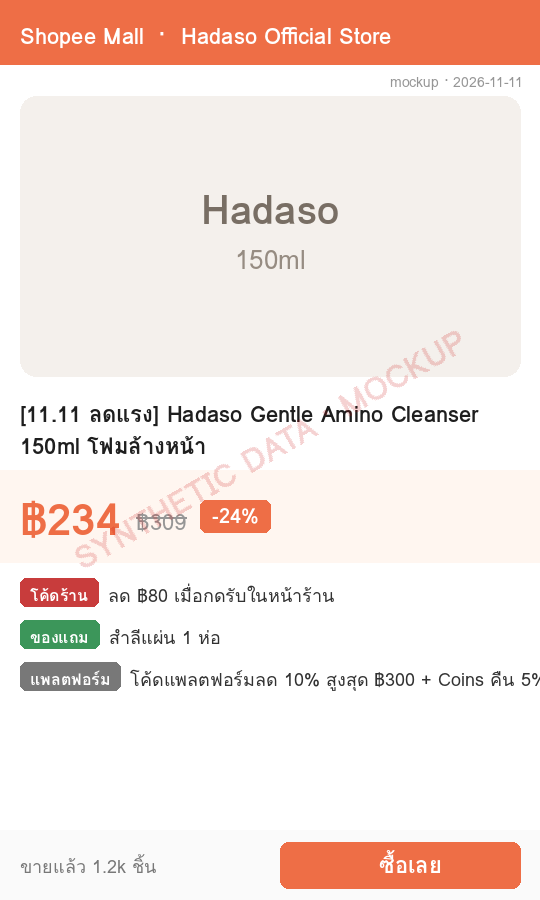 Shopee Mall · Hadaso Official Store
mockup · 2026-11-11
Hadaso
150ml
[11.11 ลดแรง] Hadaso Gentle Amino Cleanser
150ml โฟมล้างหน้า
SYNTHETIC DATA · MOCKUP
฿234 ฿309 -24%
โค้ดร้าน ลด ฿80 เมื่อกดรับในหน้าร้าน
ของแถม สำลีแผ่น 1 ห่อ
แพลตฟอร์ม โค้ดแพลตฟอร์มลด 10% สูงสุด ฿300 + Coins คืน 5%
ขายแล้ว 1.2k ชิ้น ซื้อเลย